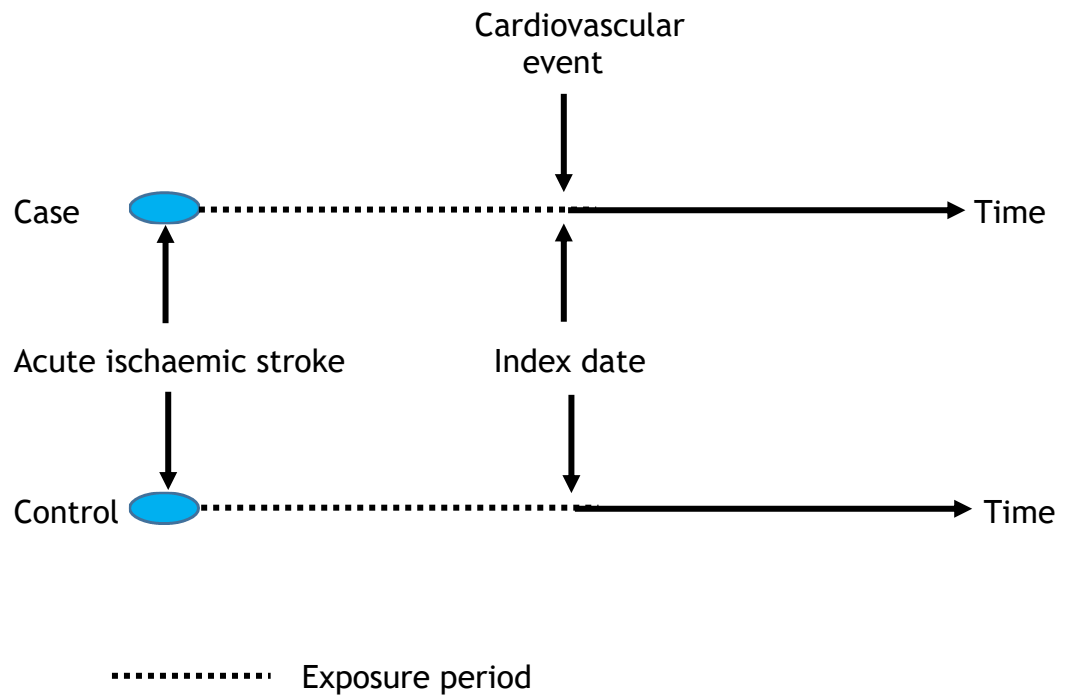 Cardiovascular
event
Case
Time
Acute ischaemic stroke
Index date
Control
Time
Exposure period